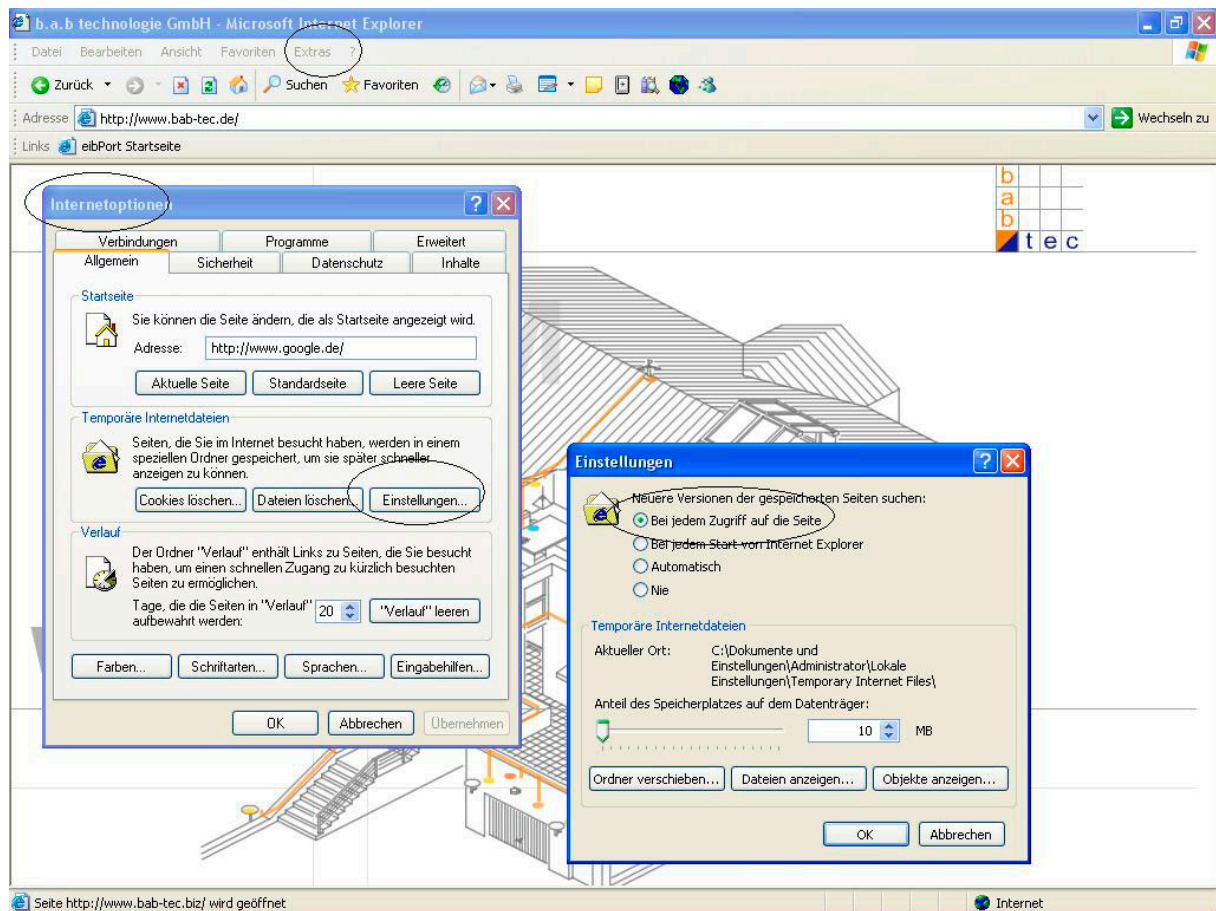 b.a.b technologie GmbH - Microsoft Internet Explorer
Datei Bearbeiten Ansicht Favoriten Extras ?
Zurück Suchen Favoriten
Adresse http://www.bab-tec.de/ Wechseln zu
Links eibPort Startseite
b
a
b
tec
Internetoptionen
Verbindungen Programme Erweitert
Allgemein Sicherheit Datenschutz Inhalte
Startseite
Sie können die Seite ändern, die als Startseite angezeigt wird.
Adresse: http://www.google.de/
Aktuelle Seite Standardseite Leere Seite
Temporäre Internetdateien
Seiten, die Sie im Internet besucht haben, werden in einem
speziellen Ordner gespeichert, um sie später schneller
anzeigen zu können.
Cookies löschen... Dateien löschen... Einstellungen...
Verlauf
Der Ordner "Verlauf" enthält Links zu Seiten, die Sie besucht
haben, um einen schnellen Zugang zu kürzlich besuchten
Seiten zu ermöglichen.
Tage, die die Seiten in "Verlauf"
aufbewahrt werden: 20 "Verlauf" leeren
Farben... Schriftarten... Sprachen... Eingabehilfen...
OK Abbrechen Übernehmen
Einstellungen
Neuere Versionen der gespeicherten Seiten suchen:
Bei jedem Zugriff auf die Seite
Bei jedem Start von Internet Explorer
Automatisch
Nie
Temporäre Internetdateien
Aktueller Ort: C:\Dokumente und
Einstellungen\Administrator\Lokale
Einstellungen\Temporary Internet Files\
Anteil des Speicherplatzes auf dem Datenträger:
10 MB
Ordner verschieben... Dateien anzeigen... Objekte anzeigen...
OK Abbrechen
Seite http://www.bab-tec.biz/ wird geöffnet Internet